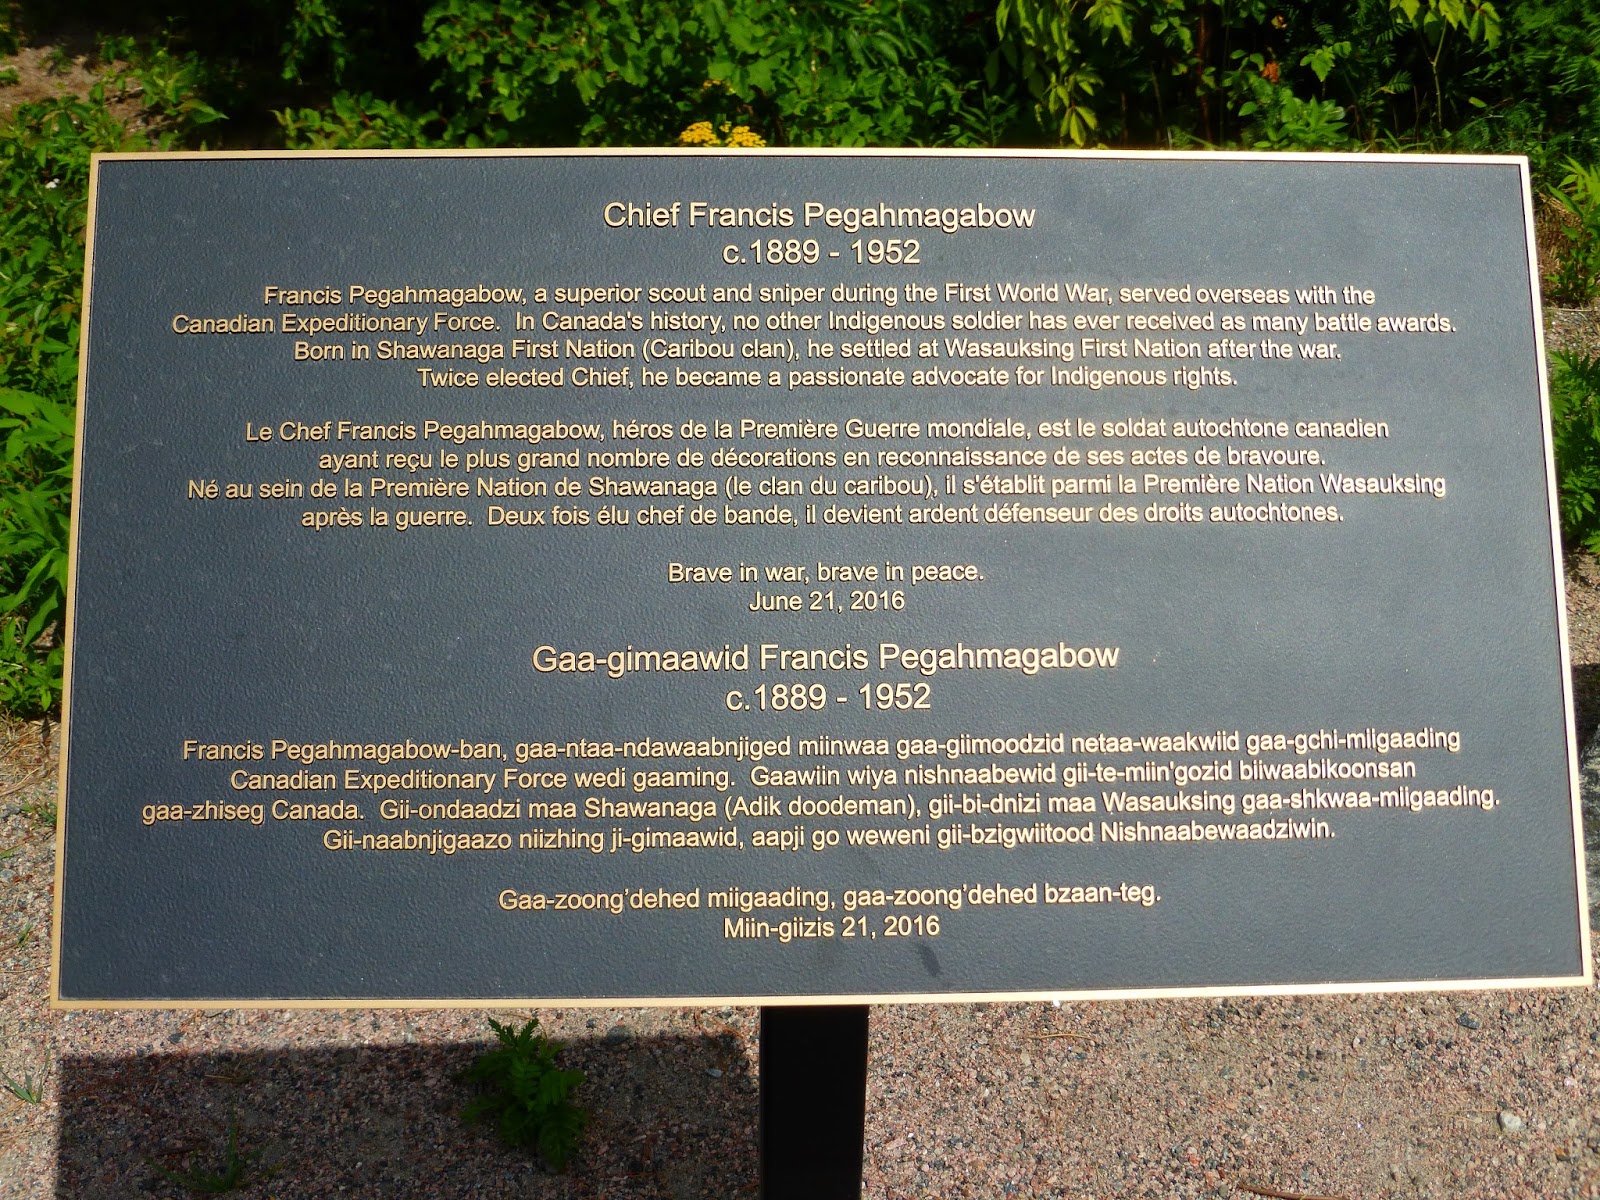 Chief Francis Pegahmagabow
c.1889 - 1952
Francis Pegahmagabow, a superior scout and sniper during the First World War, served overseas with the
Canadian Expeditionary Force. In Canada's history, no other Indigenous soldier has ever received as many battle awards.
Born in Shawanaga First Nation (Caribou clan), he settled at Wasauksing First Nation after the war.
Twice elected Chief, he became a passionate advocate for Indigenous rights.
Le Chef Francis Pegahmagabow, héros de la Première Guerre mondiale, est le soldat autochtone canadien
ayant reçu le plus grand nombre de décorations en reconnaissance de ses actes de bravoure.
Né au sein de la Première Nation de Shawanaga (le clan du caribou), il s'établit parmi la Première Nation Wasauksing
après la guerre. Deux fois élu chef de bande, il devient ardent défenseur des droits autochtones.
Brave in war, brave in peace.
June 21, 2016
Gaa-gimaawid Francis Pegahmagabow
c.1889 - 1952
Francis Pegahmagabow-ban, gaa-ntaa-ndawaabnjiged miinwaa gaa-giimoodzid netaa-waakwiid gaa-gchi-miigaading
Canadian Expeditionary Force wedi gaaming. Gaawiin wiya nishnaabewid gii-te-miin'gozid biiwaabikoonsan
gaa-zhiseg Canada. Gii-ondaadzi maa Shawanaga (Adik doodeman), gii-bi-dnizi maa Wasauksing gaa-shkwaa-miigaading.
Gii-naabnjigaazo niizhing ji-gimaawid, aapji go weweni gii-bzigwiitood Nishnaabewaadziwin.
Gaa-zoong'dehed miigaading, gaa-zoong'dehed bzaan-teg.
Miin-giizis 21, 2016